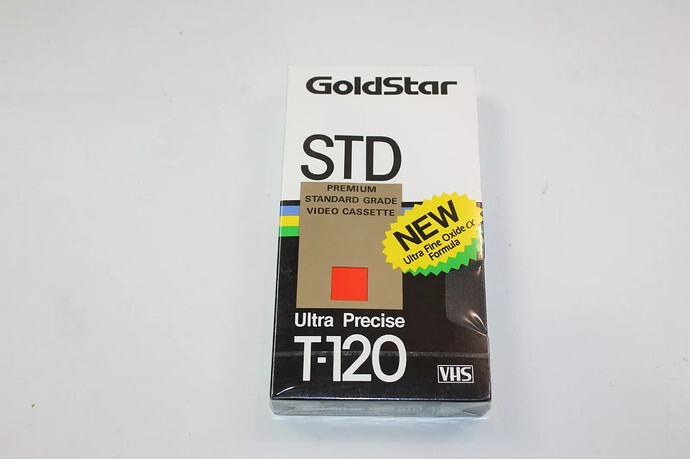 GoldStar
STD
PREMIUM
STANDARD GRADE
VIDEO CASSETTE
NEW
Ultra Fine Oxide α
Formula
Ultra Precise
T-120
VHS